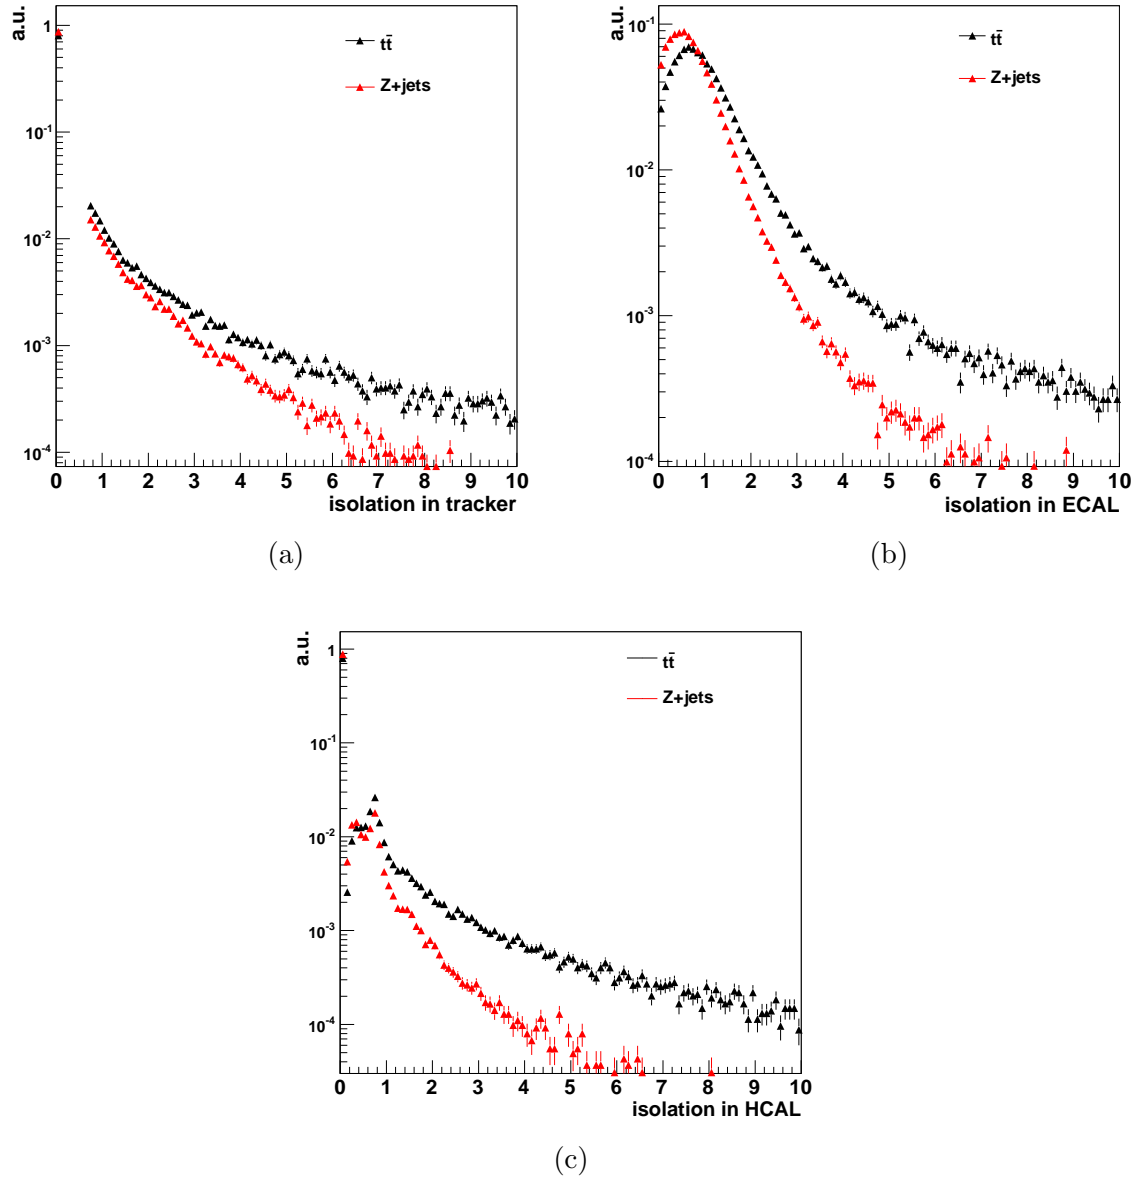 a.u.
1
10⁻¹
10⁻²
10⁻³
10⁻⁴
tt̄
Z+jets
0 1 2 3 4 5 6 7 8 9 10
isolation in tracker
(a)
a.u.
10⁻¹
10⁻²
10⁻³
10⁻⁴
tt̄
Z+jets
0 1 2 3 4 5 6 7 8 9 10
isolation in ECAL
(b)
a.u.
1
10⁻¹
10⁻²
10⁻³
10⁻⁴
tt̄
Z+jets
0 1 2 3 4 5 6 7 8 9 10
isolation in HCAL
(c)